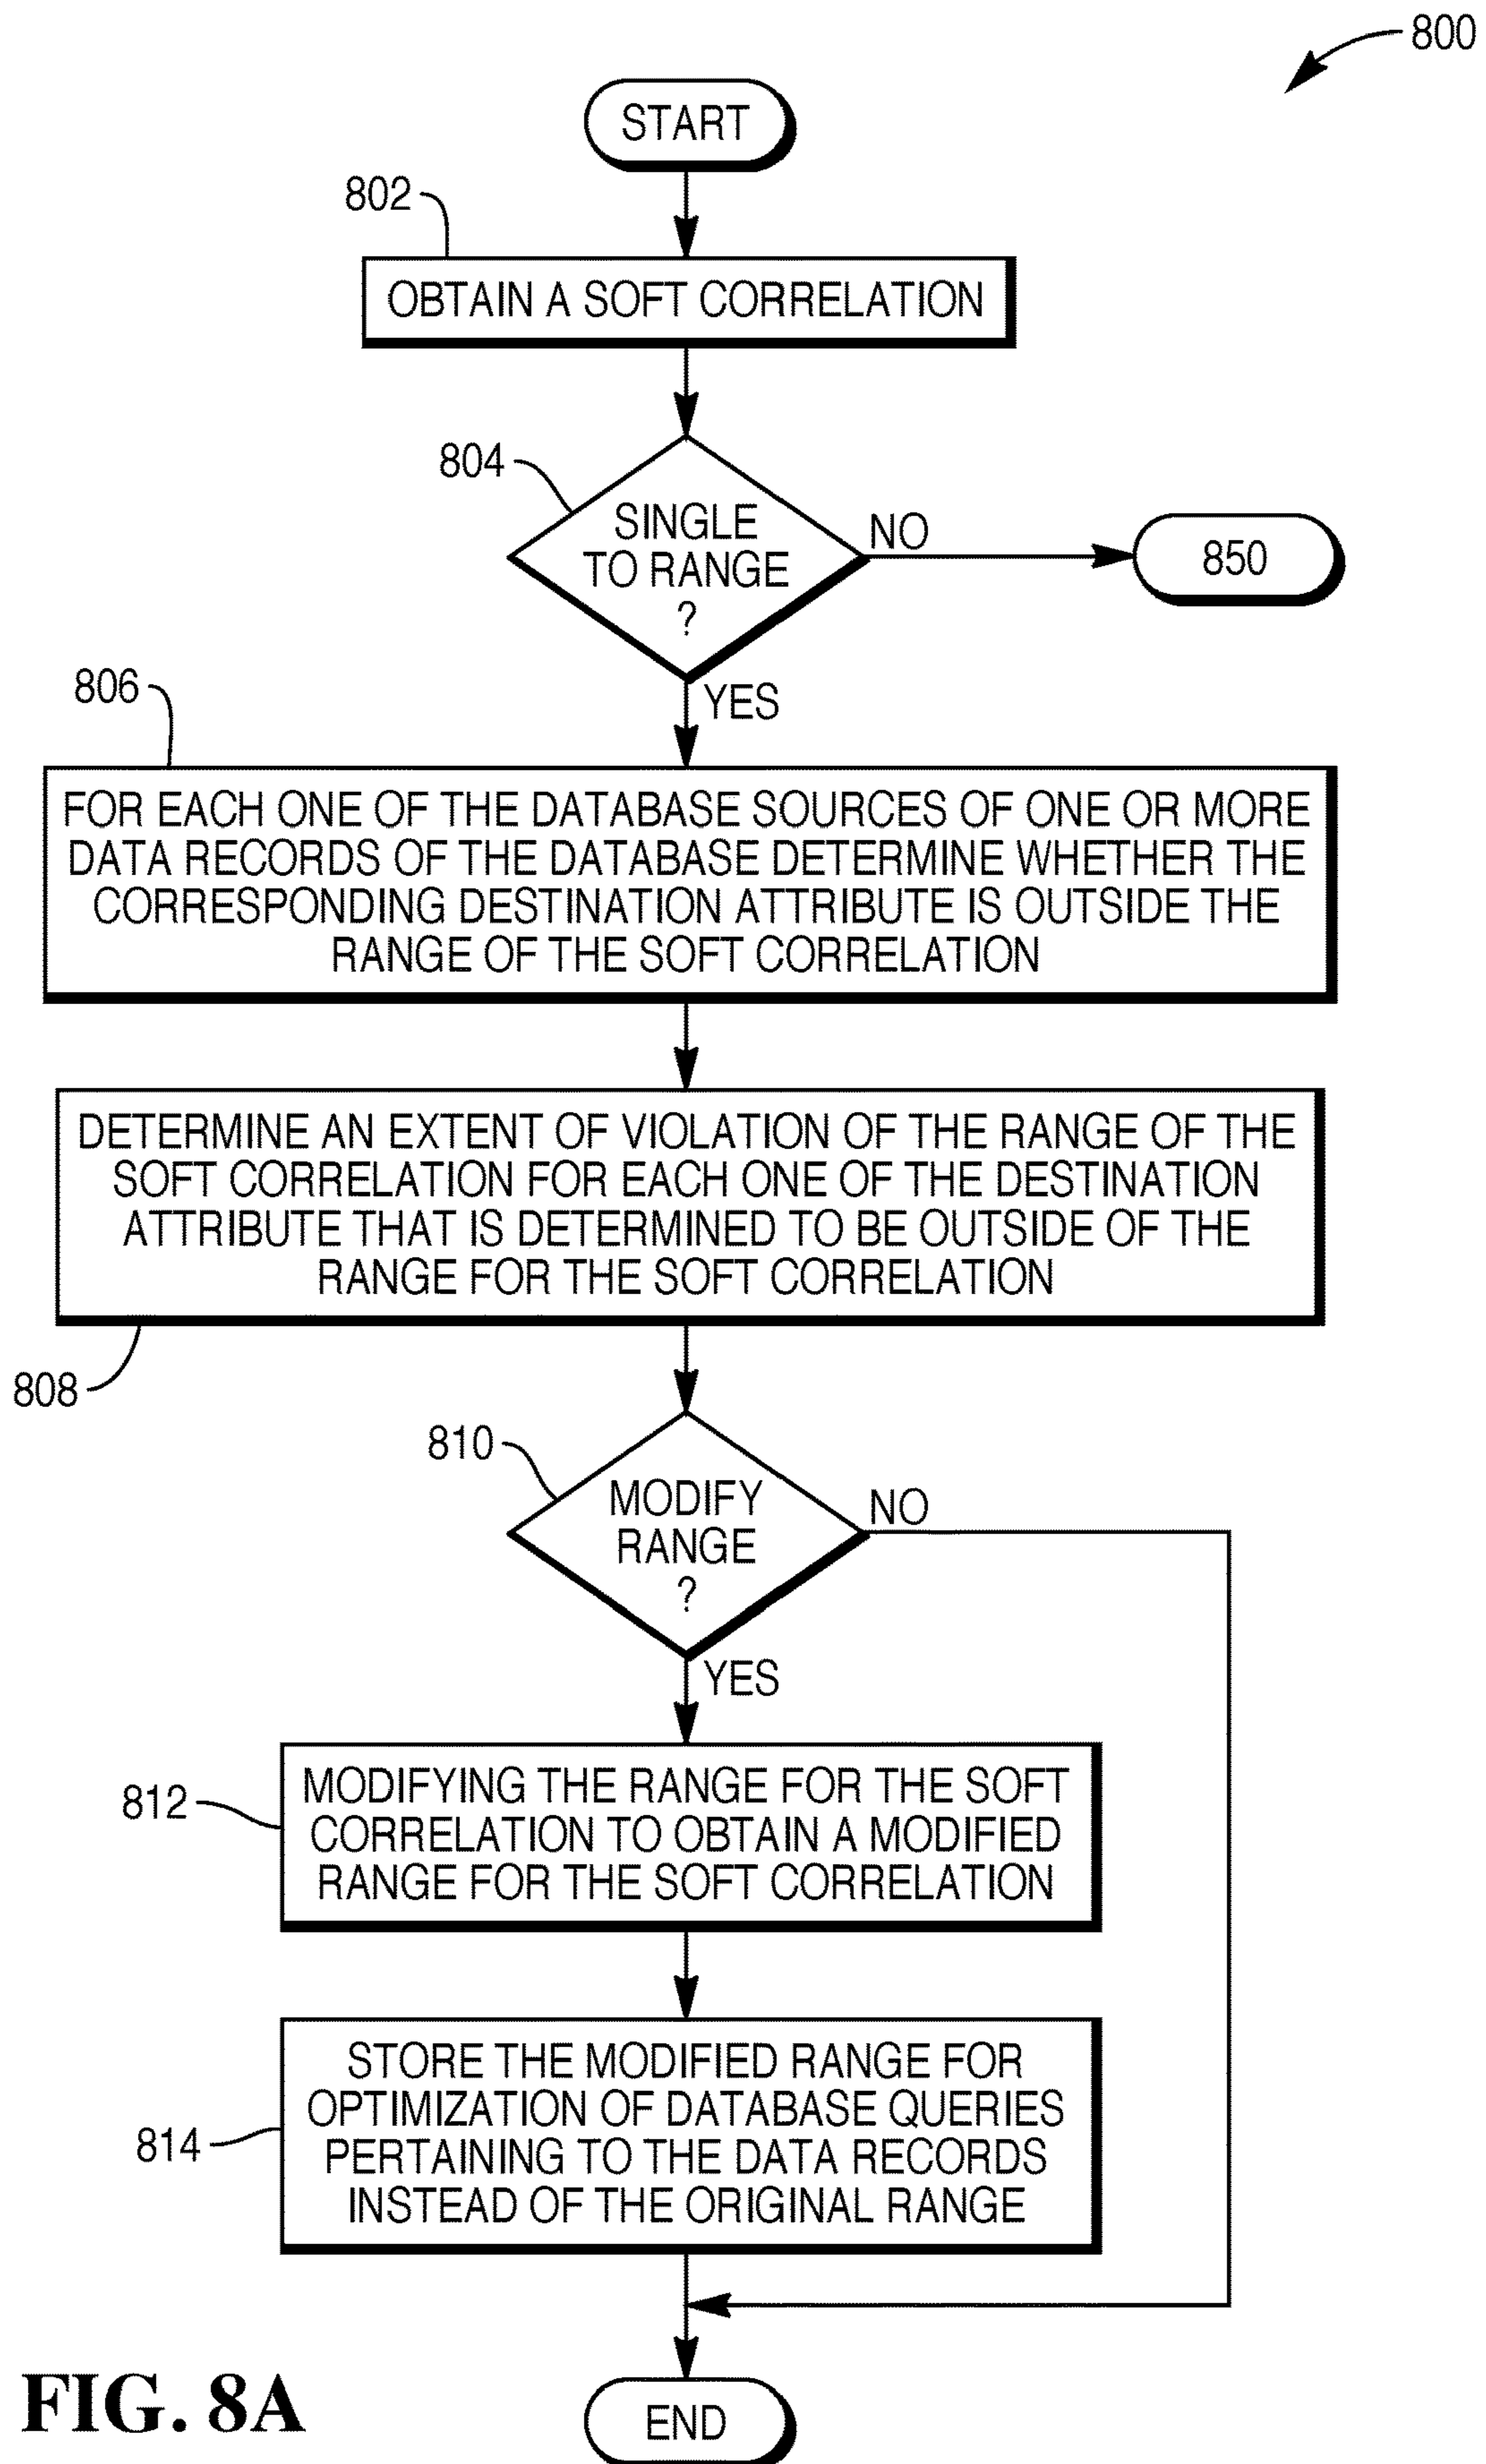 800
START
802
OBTAIN A SOFT CORRELATION
804
SINGLE
TO RANGE
?
NO
850
YES
806
FOR EACH ONE OF THE DATABASE SOURCES OF ONE OR MORE
DATA RECORDS OF THE DATABASE DETERMINE WHETHER THE
CORRESPONDING DESTINATION ATTRIBUTE IS OUTSIDE THE
RANGE OF THE SOFT CORRELATION
DETERMINE AN EXTENT OF VIOLATION OF THE RANGE OF THE
SOFT CORRELATION FOR EACH ONE OF THE DESTINATION
ATTRIBUTE THAT IS DETERMINED TO BE OUTSIDE OF THE
RANGE FOR THE SOFT CORRELATION
808
810
MODIFY
RANGE
?
NO
YES
812
MODIFYING THE RANGE FOR THE SOFT
CORRELATION TO OBTAIN A MODIFIED
RANGE FOR THE SOFT CORRELATION
814
STORE THE MODIFIED RANGE FOR
OPTIMIZATION OF DATABASE QUERIES
PERTAINING TO THE DATA RECORDS
INSTEAD OF THE ORIGINAL RANGE
END
FIG. 8A